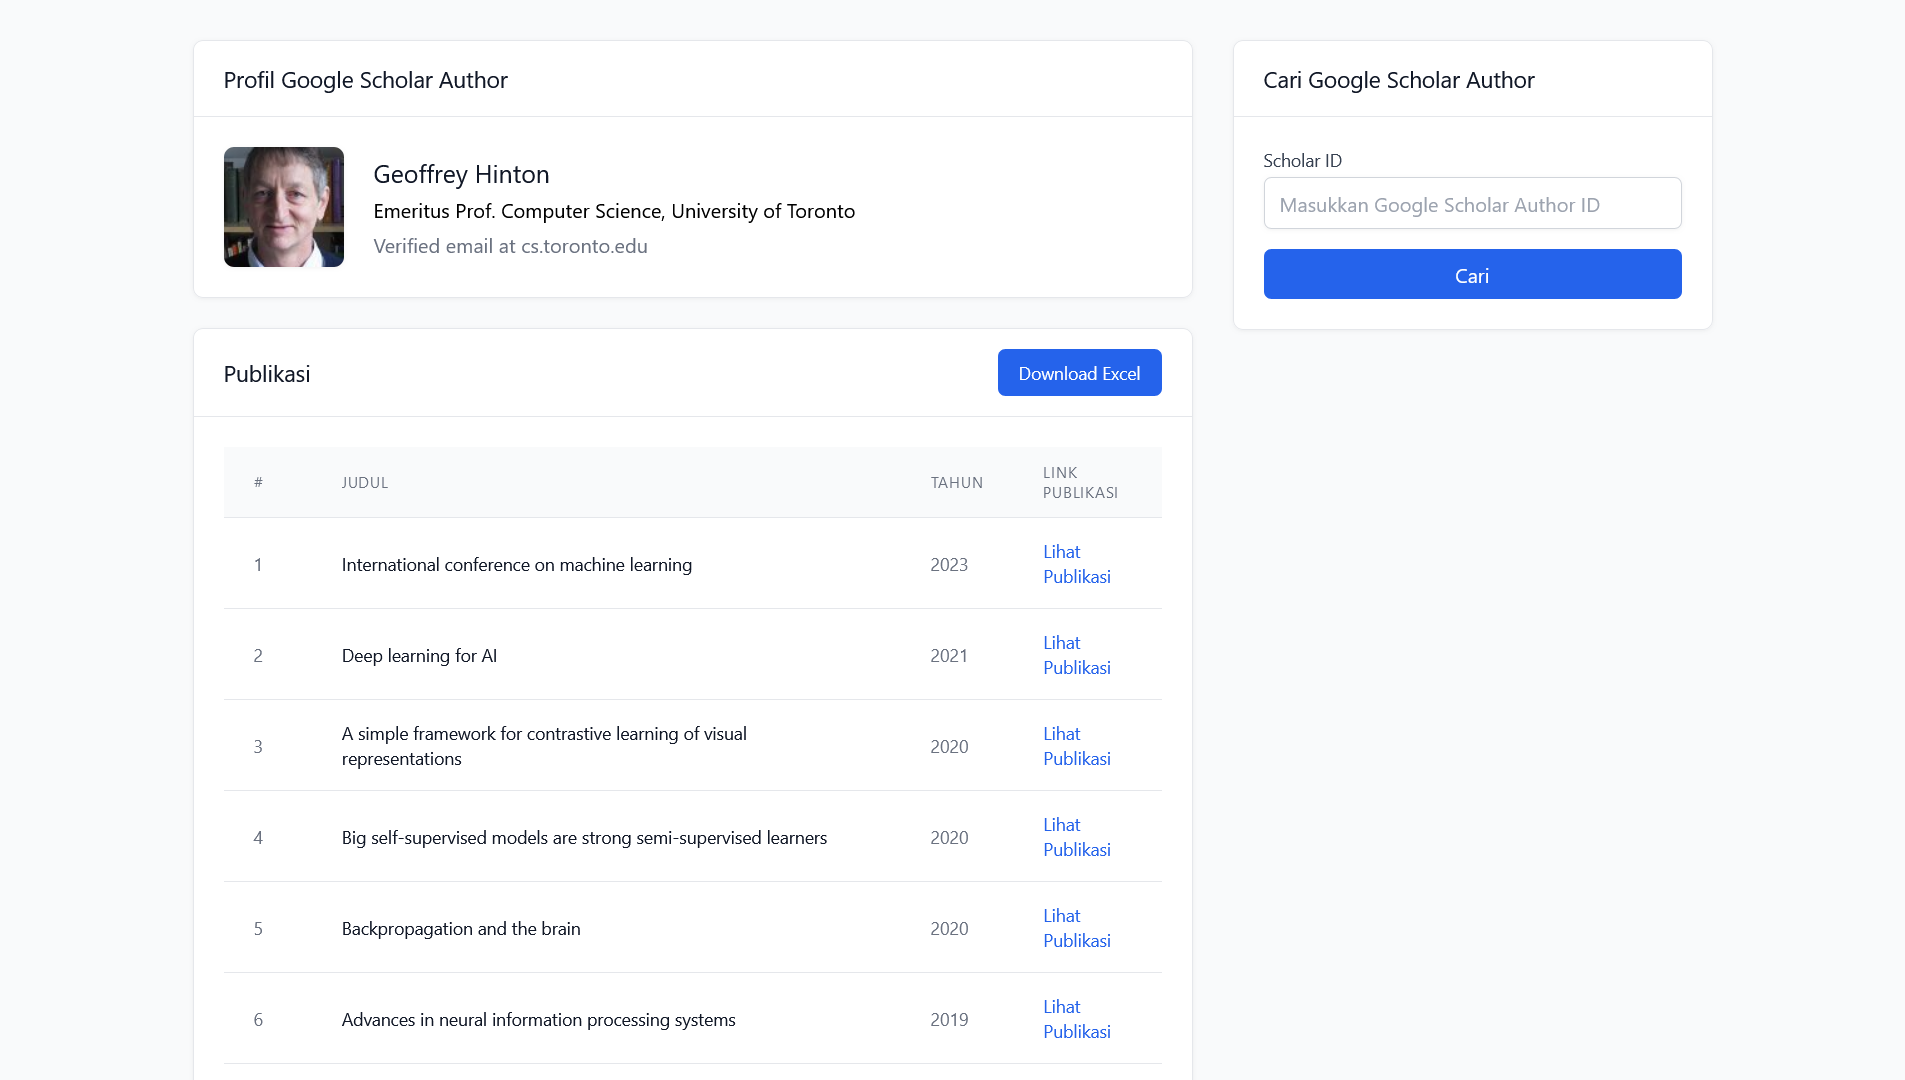 Profil Google Scholar Author
Geoffrey Hinton
Emeritus Prof. Computer Science, University of Toronto
Verified email at cs.toronto.edu
Cari Google Scholar Author
Scholar ID
Masukkan Google Scholar Author ID
Cari
Publikasi
Download Excel
# JUDUL TAHUN LINK
PUBLIKASI
1 International conference on machine learning 2023 Lihat
Publikasi
2 Deep learning for AI 2021 Lihat
Publikasi
3 A simple framework for contrastive learning of visual
representations 2020 Lihat
Publikasi
4 Big self-supervised models are strong semi-supervised learners 2020 Lihat
Publikasi
5 Backpropagation and the brain 2020 Lihat
Publikasi
6 Advances in neural information processing systems 2019 Lihat
Publikasi